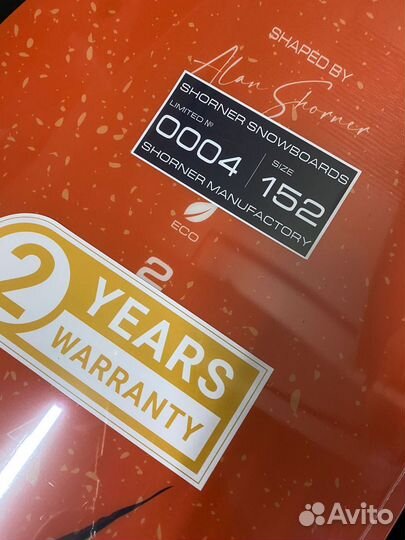 SHAPED BY
Alan Shorner
SHORNER SNOWBOARDS
LIMITED № SIZE
0004 152
SHORNER MANUFACTORY
ECO
2
2 YEARS
WARRANTY
Avito